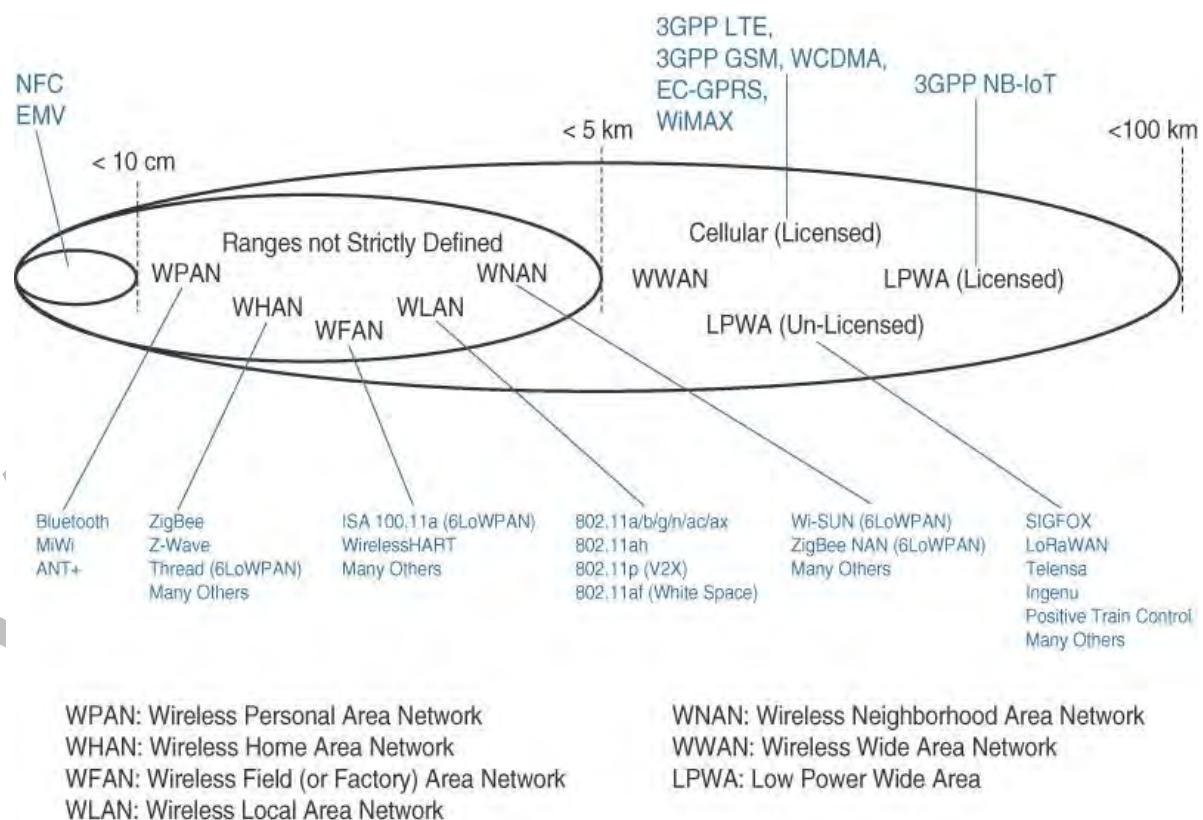 3GPP LTE,
3GPP GSM, WCDMA,
EC-GPRS,
WiMAX
3GPP NB-IoT
NFC
EMV
< 10 cm
< 5 km
<100 km
Ranges not Strictly Defined
Cellular (Licensed)
WPAN
WHAN
WFAN
WLAN
WNAN
WWAN
LPWA (Licensed)
LPWA (Un-Licensed)
Bluetooth
MiWi
ANT+
ZigBee
Z-Wave
Thread (6LoWPAN)
Many Others
ISA 100.11a (6LoWPAN)
WirelessHART
Many Others
802.11a/b/g/n/ac/ax
802.11ah
802.11p (V2X)
802.11af (White Space)
Wi-SUN (6LoWPAN)
ZigBee NAN (6LoWPAN)
Many Others
SIGFOX
LoRaWAN
Telensa
Ingenu
Positive Train Control
Many Others
WPAN: Wireless Personal Area Network
WHAN: Wireless Home Area Network
WFAN: Wireless Field (or Factory) Area Network
WLAN: Wireless Local Area Network
WNAN: Wireless Neighborhood Area Network
WWAN: Wireless Wide Area Network
LPWA: Low Power Wide Area